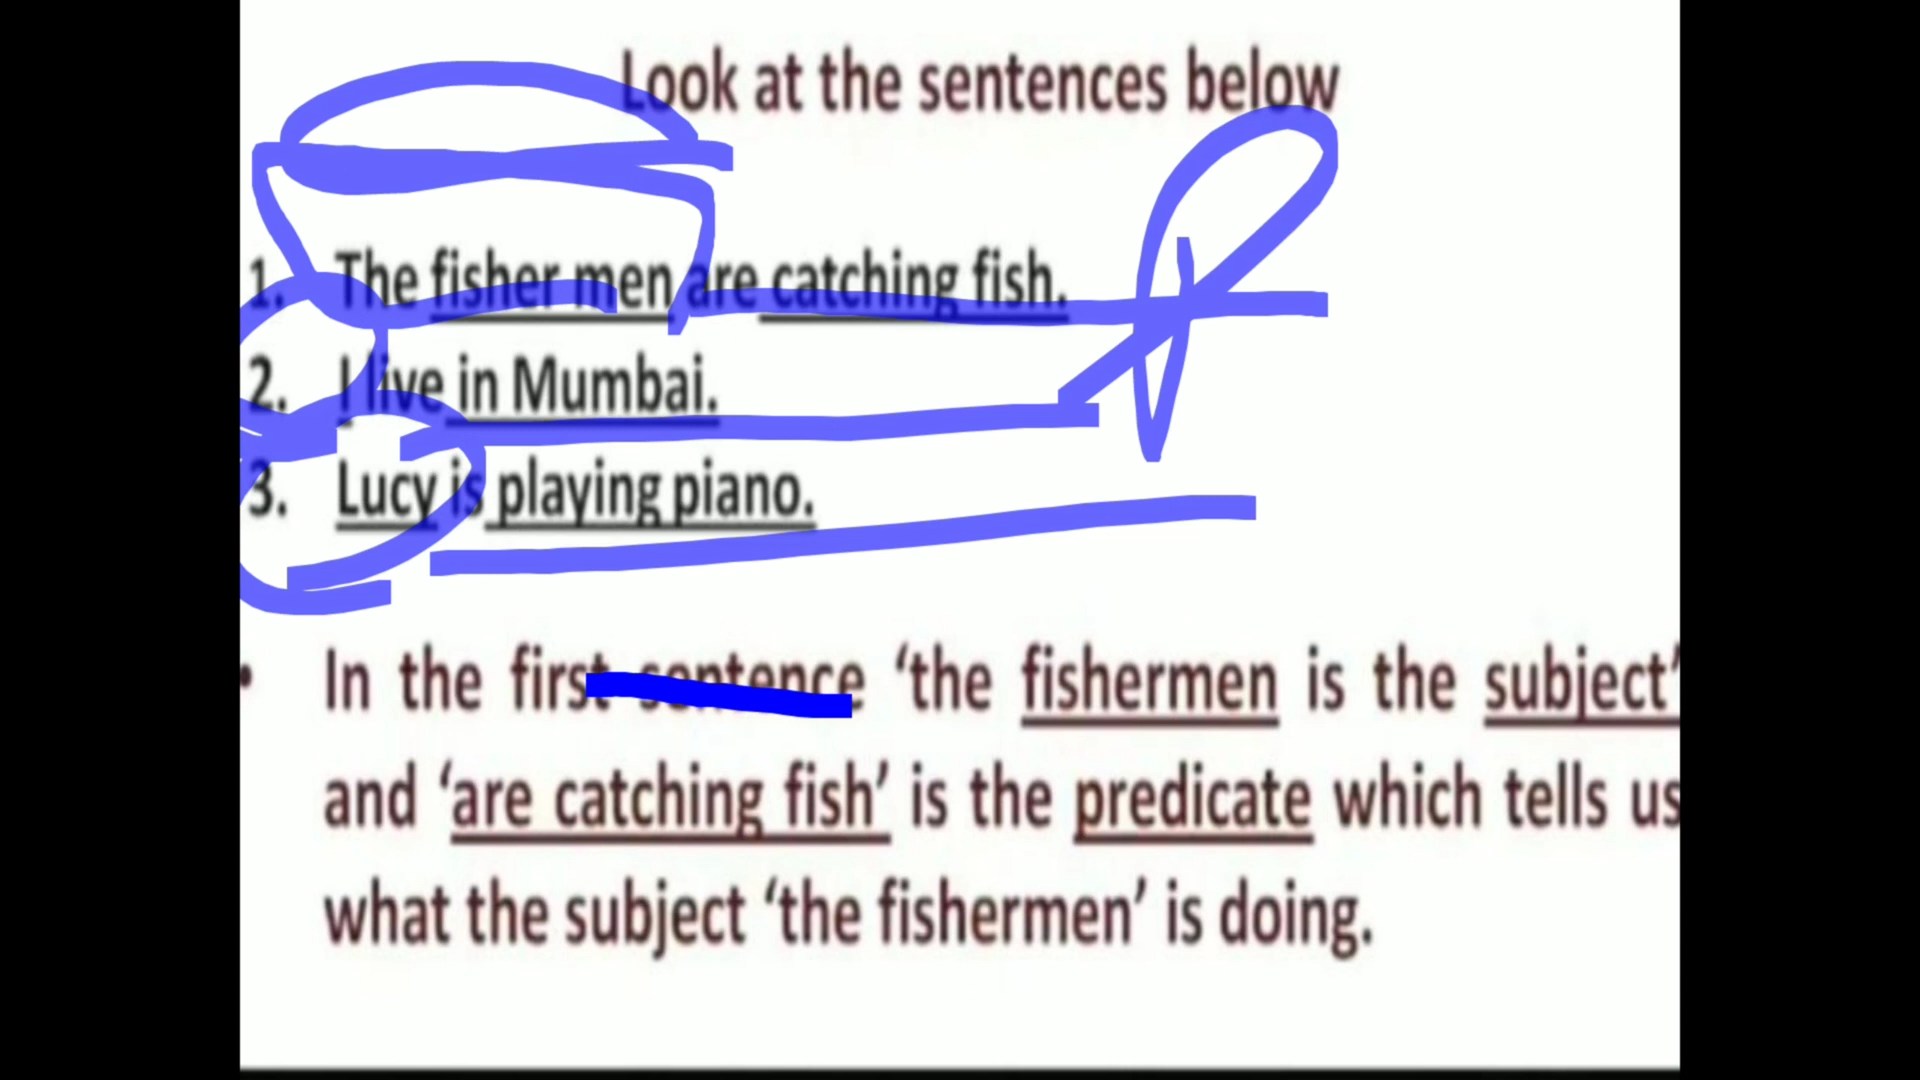 Look at the sentences below
1. The fisher men are catching fish.
2. I live in Mumbai.
3. Lucy is playing piano.
• In the first sentence ‘the fishermen is the subject’
and ‘are catching fish’ is the predicate which tells us
what the subject ‘the fishermen’ is doing.